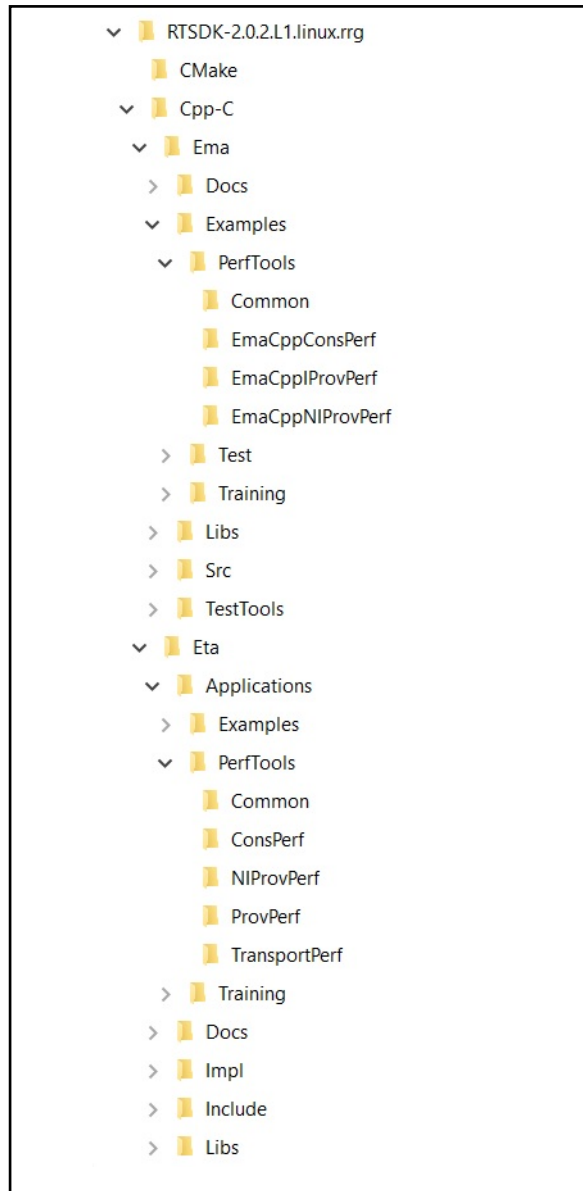 RTSDK-2.0.2.L1.linux.rrg
CMake
Cpp-C
Ema
Docs
Examples
PerfTools
Common
EmaCppConsPerf
EmaCppIProvPerf
EmaCppNIProvPerf
Test
Training
Libs
Src
TestTools
Eta
Applications
Examples
PerfTools
Common
ConsPerf
NIProvPerf
ProvPerf
TransportPerf
Training
Docs
Impl
Include
Libs